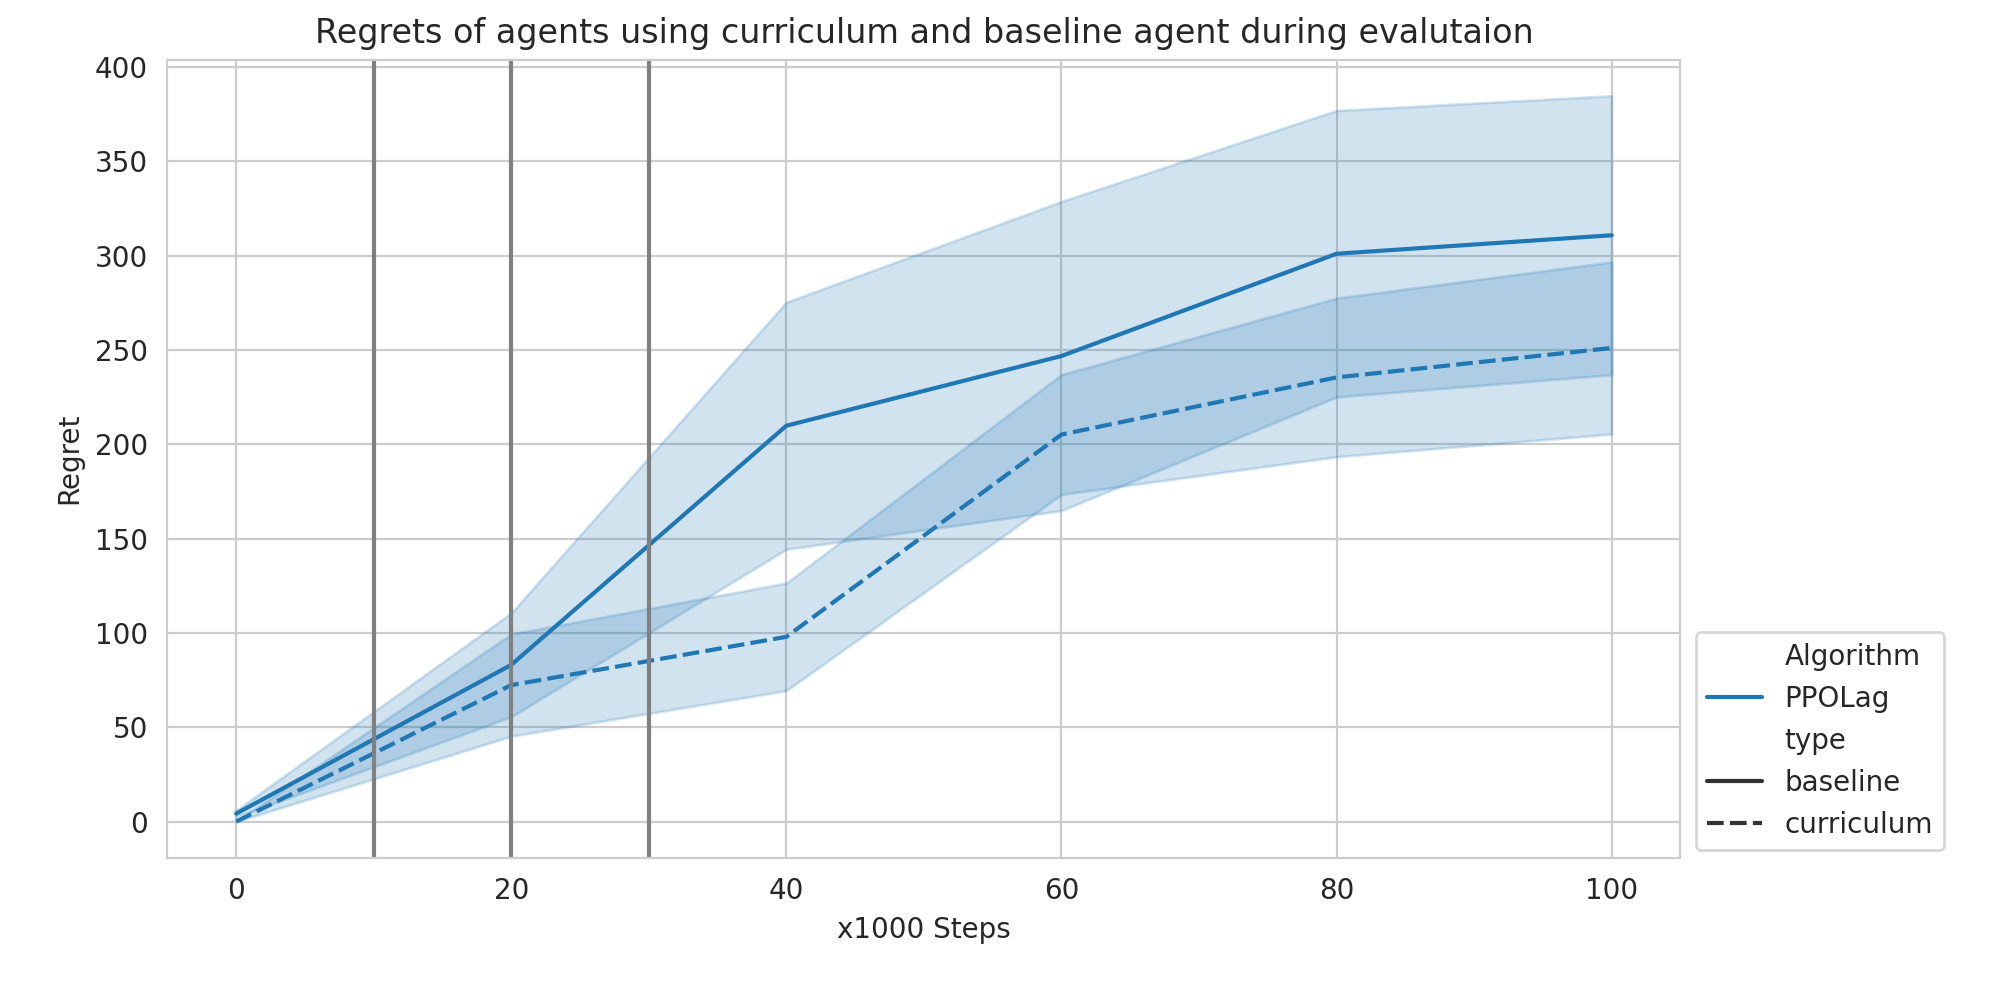 Regrets of agents using curriculum and baseline agent during evalutaion
400
350
300
250
200
150
100
50
0
Regret
0 20 40 60 80 100
x1000 Steps
Algorithm
PPOLag
type
baseline
curriculum